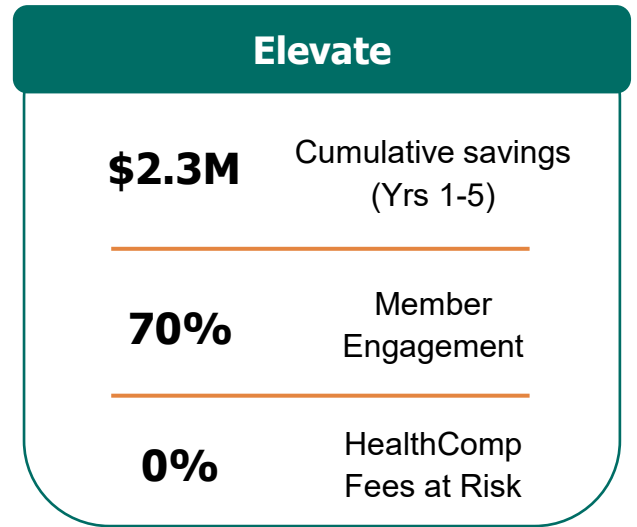 Elevate
$2.3M
Cumulative savings
(Yrs 1-5)
70%
Member
Engagement
0%
HealthComp
Fees at Risk